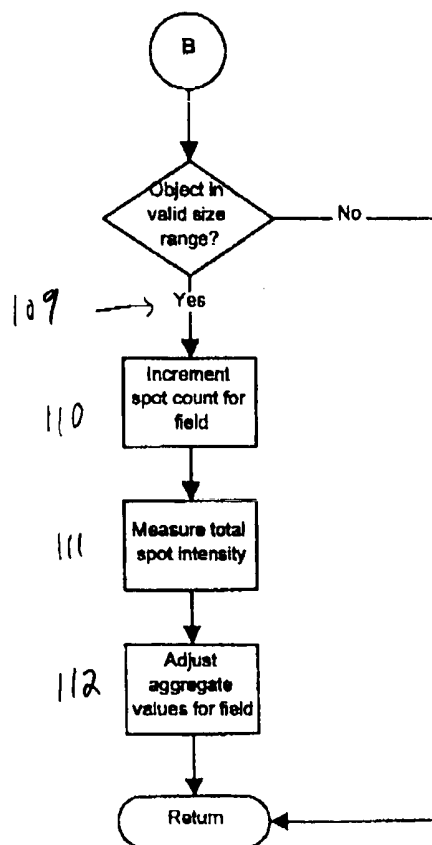 B
Object in
valid size
range?
No
109
Yes
Increment
spot count for
field
110
Measure total
spot intensity
111
Adjust
aggregate
values for field
112
Return